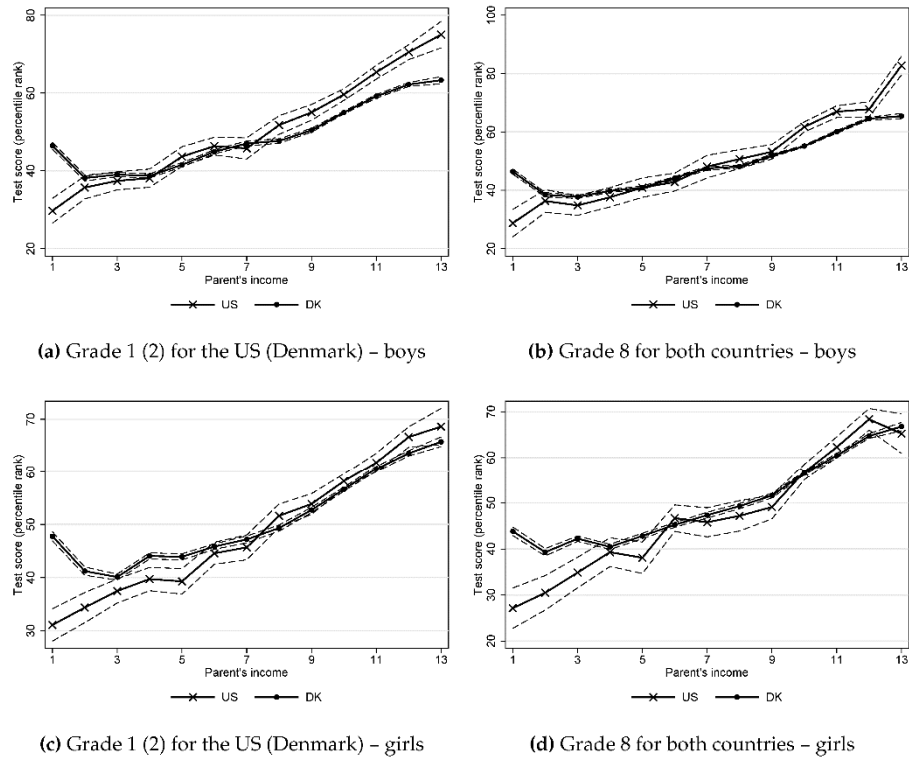 80
60
40
20
Test score (percentile rank)
1 3 5 7 9 11 13
Parent's income
US DK
(a) Grade 1 (2) for the US (Denmark) – boys
100
80
60
40
20
Test score (percentile rank)
1 3 5 7 9 11 13
Parent's income
US DK
(b) Grade 8 for both countries – boys
70
60
50
40
30
Test score (percentile rank)
1 3 5 7 9 11 13
Parent's income
US DK
(c) Grade 1 (2) for the US (Denmark) – girls
70
60
50
40
30
20
Test score (percentile rank)
1 3 5 7 9 11 13
Parent's income
US DK
(d) Grade 8 for both countries – girls